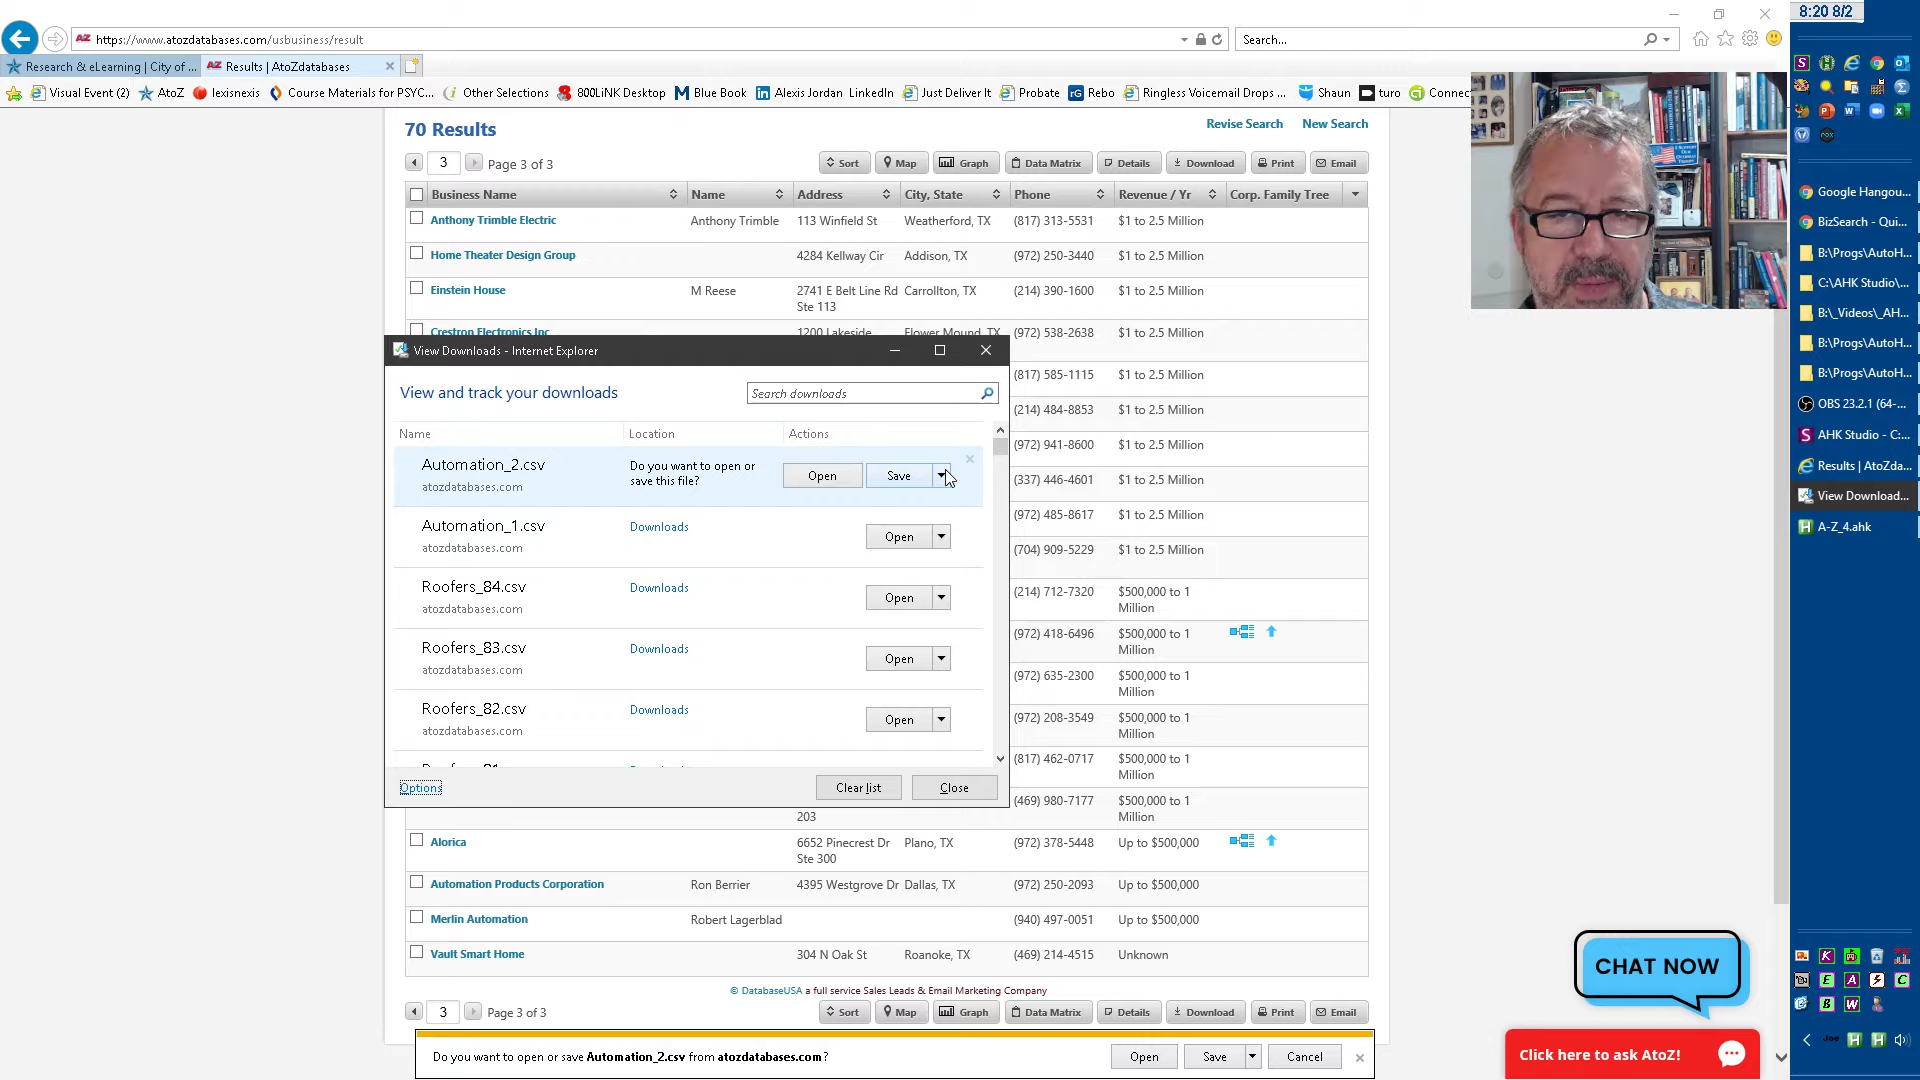 8:20 8/2
https://www.atozdatabases.com/usbusiness/result
Search...
Research & eLearning | City of ...
AZ Results | AtoZdatabases
Visual Event (2)
AtoZ
lexisnexis
Course Materials for PSYC...
Other Selections
800LiNK Desktop
Blue Book
Alexis Jordan LinkedIn
Just Deliver It
Probate
Rebo
Ringless Voicemail Drops ...
Shaun
turo
Connec
70 Results
Revise Search
New Search
3
Page 3 of 3
Sort
Map
Graph
Data Matrix
Details
Download
Print
Email
Business Name
Name
Address
City, State
Phone
Revenue / Yr
Corp. Family Tree
Anthony Trimble Electric
Anthony Trimble
113 Winfield St
Weatherford, TX
(817) 313-5531
$1 to 2.5 Million
Home Theater Design Group
4284 Kellway Cir
Addison, TX
(972) 250-3440
$1 to 2.5 Million
Einstein House
M Reese
2741 E Belt Line Rd
Ste 113
Carrollton, TX
(214) 390-1600
$1 to 2.5 Million
Crestron Electronics Inc
1200 Lakeside
Flower Mound, TX
(972) 538-2638
$1 to 2.5 Million
(817) 585-1115
$1 to 2.5 Million
(214) 484-8853
$1 to 2.5 Million
(972) 941-8600
$1 to 2.5 Million
(337) 446-4601
$1 to 2.5 Million
(972) 485-8617
$1 to 2.5 Million
(704) 909-5229
$1 to 2.5 Million
(214) 712-7320
$500,000 to 1
Million
(972) 418-6496
$500,000 to 1
Million
(972) 635-2300
$500,000 to 1
Million
(972) 208-3549
$500,000 to 1
Million
(817) 462-0717
$500,000 to 1
Million
203
(469) 980-7177
$500,000 to 1
Million
Alorica
6652 Pinecrest Dr
Ste 300
Plano, TX
(972) 378-5448
Up to $500,000
Automation Products Corporation
Ron Berrier
4395 Westgrove Dr
Dallas, TX
(972) 250-2093
Up to $500,000
Merlin Automation
Robert Lagerblad
(940) 497-0051
Up to $500,000
Vault Smart Home
304 N Oak St
Roanoke, TX
(469) 214-4515
Unknown
© DatabaseUSA a full service Sales Leads & Email Marketing Company
3
Page 3 of 3
Sort
Map
Graph
Data Matrix
Details
Download
Print
Email
View Downloads - Internet Explorer
View and track your downloads
Search downloads
Name
Location
Actions
Automation_2.csv
atozdatabases.com
Do you want to open or
save this file?
Open
Save
Automation_1.csv
atozdatabases.com
Downloads
Open
Roofers_84.csv
atozdatabases.com
Downloads
Open
Roofers_83.csv
atozdatabases.com
Downloads
Open
Roofers_82.csv
atozdatabases.com
Downloads
Open
Options
Clear list
Close
Do you want to open or save Automation_2.csv from atozdatabases.com?
Open
Save
Cancel
CHAT NOW
Click here to ask AtoZ!
Google Hangou...
BizSearch - Qui...
B:\Progs\AutoH...
C:\AHK Studio\...
B:\_Videos\_AH...
B:\Progs\AutoH...
B:\Progs\AutoH...
OBS 23.2.1 (64-...
AHK Studio - C:...
Results | AtoZda...
View Download...
A-Z_4.ahk
Joe